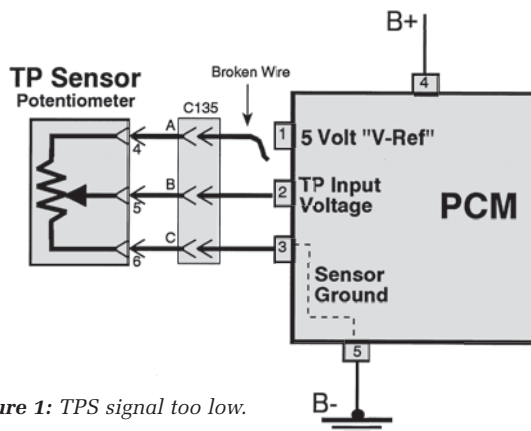 B+
TP Sensor
Potentiometer
Broken Wire
C135
4
A
4
1
5 Volt "V-Ref"
B
5
2
TP Input
Voltage
PCM
C
6
3
Sensor
Ground
5
B-
ure 1: TPS signal too low.